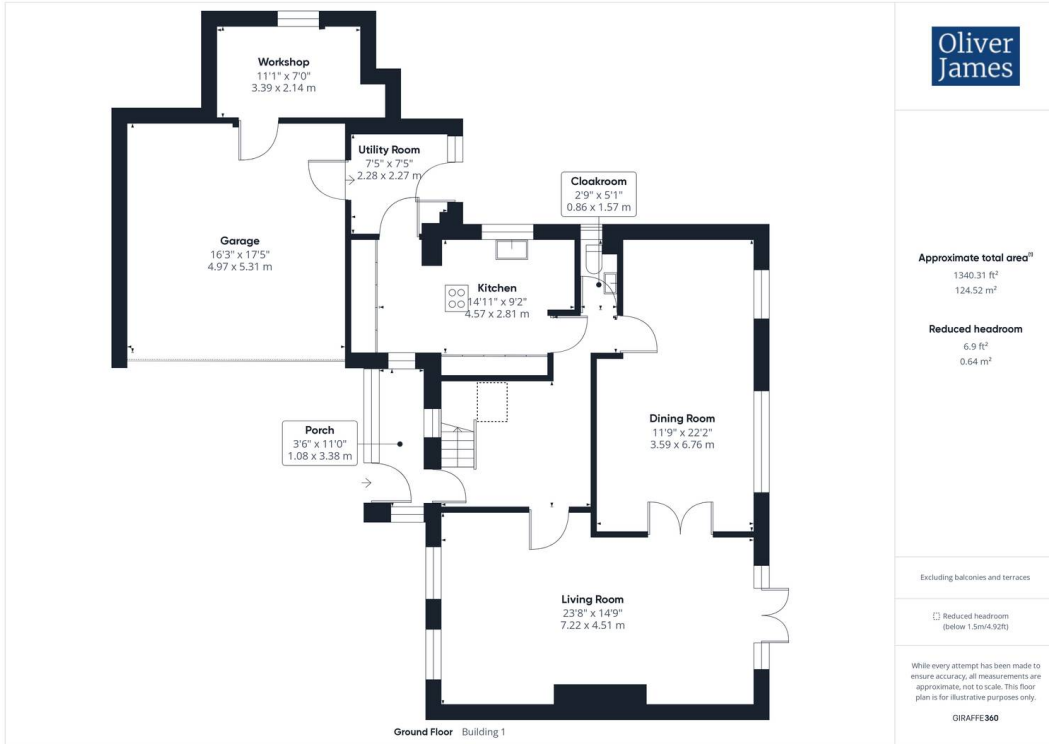 Workshop
11'1" x 7'0"
3.39 x 2.14 m
Utility Room
7'5" x 7'5"
2.28 x 2.27 m
Cloakroom
2'9" x 5'1"
0.86 x 1.57 m
Garage
16'3" x 17'5"
4.97 x 5.31 m
Kitchen
14'11" x 9'2"
4.57 x 2.81 m
Porch
3'6" x 11'0"
1.08 x 3.38 m
Dining Room
11'9" x 22'2"
3.59 x 6.76 m
Living Room
23'8" x 14'9"
7.22 x 4.51 m
Ground Floor Building 1
Oliver
James
Approximate total area⁽¹⁾
1340.31 ft²
124.52 m²
Reduced headroom
6.9 ft²
0.64 m²
Excluding balconies and terraces
Reduced headroom
(below 1.5m/4.92ft)
While every attempt has been made to
ensure accuracy, all measurements are
approximate, not to scale. This floor
plan is for illustrative purposes only.
GIRAFFE360